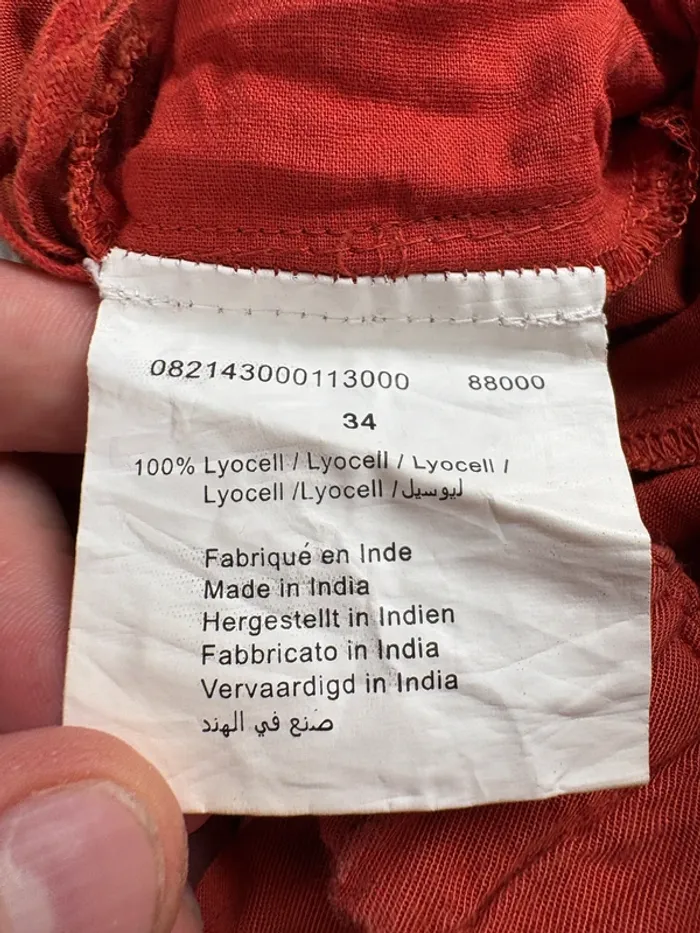 082143000113000 88000
34
100% Lyocell / Lyocell / Lyocell /
Lyocell /Lyocell / ليوسيل
Fabriqué en Inde
Made in India
Hergestellt in Indien
Fabbricato in India
Vervaardigd in India
صنع في الهند